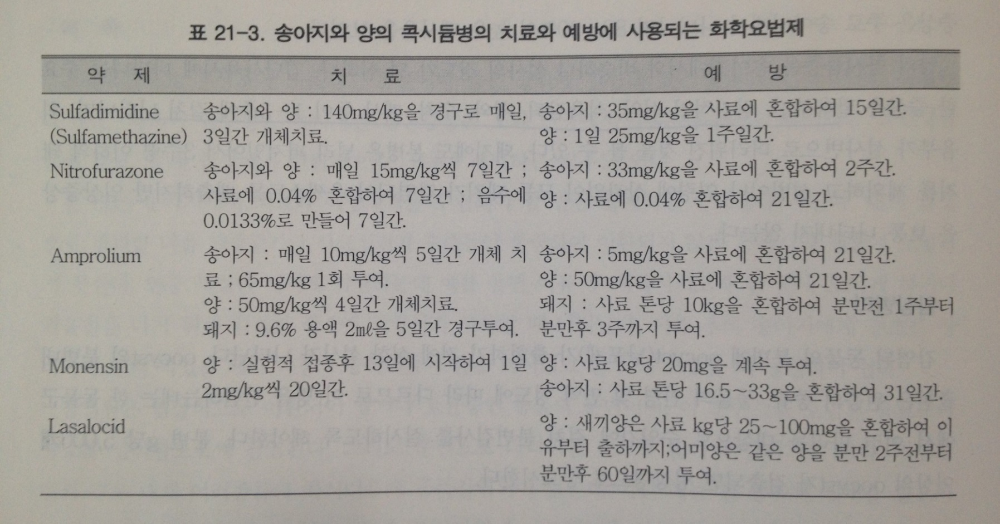 표 21-3. 송아지와 양의 콕시듐병의 치료와 예방에 사용되는 화학요법제
약 제 치 료 예 방
Sulfadimidine 송아지와 양 : 140mg/kg을 경구로 매일, 송아지 : 35mg/kg을 사료에 혼합하여 15일간.
(Sulfamethazine) 3일간 개체치료. 양 : 1일 25mg/kg을 1주일간.
Nitrofurazone 송아지와 양 : 매일 15mg/kg씩 7일간 ; 송아지 : 33mg/kg을 사료에 혼합하여 2주간.
사료에 0.04% 혼합하여 7일간 ; 음수에 양 : 사료에 0.04% 혼합하여 21일간.
0.0133%로 만들어 7일간.
Amprolium 송아지 : 매일 10mg/kg씩 5일간 개체 치 송아지 : 5mg/kg을 사료에 혼합하여 21일간.
료 ; 65mg/kg 1회 투여. 양 : 50mg/kg을 사료에 혼합하여 21일간.
양 : 50mg/kg씩 4일간 개체치료. 돼지 : 사료 톤당 10kg을 혼합하여 분만전 1주부터
돼지 : 9.6% 용액 2㎖을 5일간 경구투여. 분만후 3주까지 투여.
Monensin 양 : 실험적 접종후 13일에 시작하여 1일 양 : 사료 kg당 20mg을 계속 투여.
2mg/kg씩 20일간. 송아지 : 사료 톤당 16.5~33g을 혼합하여 31일간.
Lasalocid 양 : 새끼양은 사료 kg당 25~100mg을 혼합하여 이
유부터 출하까지;어미양은 같은 양을 분만 2주전부터
분만후 60일까지 투여.